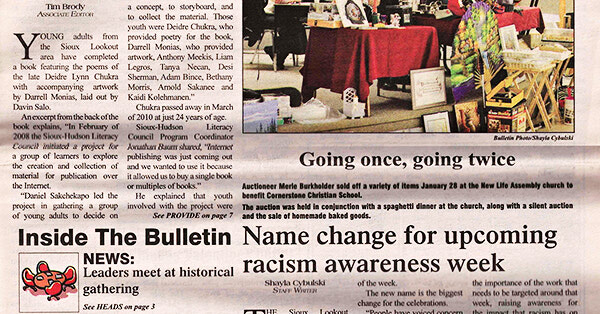 Tim Brody
Associate Editor
YOUNG adults from
the Sioux Lookout
area have completed
a book featuring the poems of
the late Deidre Lynn Chukra
with accompanying artwork
by Darrell Monias, laid out by
Davin Salo.
An excerpt from the back of the
book explains, "In February of
2008 the Sioux-Hudson Literacy
Council initiated a project for
a group of learners to explore
the creation and collection of
material for publication over
the Internet.
"Daniel Sakchekapo led the
project in gathering a group
of young adults to decide on
a concept, to storyboard, and
to collect the material. Those
youth were Deidre Chukra, who
provided poetry for the book,
Darrell Monias, who provided
artwork, Anthony Meekis, Liam
Legros, Tanya Necan, Desi
Sherman, Adam Bince, Bethany
Morris, Arnold Sakanee and
Kaidi Kolehmaren."
Chukra passed away in March
of 2010 at just 24 years of age.
Sioux-Hudson Literacy
Council Program Coordinator
Jonathan Baum shared, "Internet
publishing was just coming out
and we wanted to use it because
it allowed us to buy a single book
or multiples of books."
He explained that youth
involved with the project were
See PROVIDE on page 7
Bulletin Photo/Shayla Cybulski
Going once, going twice
Auctioneer Merle Burkholder sold off a variety of items January 28 at the New Life Assembly church to
benefit Cornerstone Christian School.
The auction was held in conjunction with a spaghetti dinner at the church, along with a silent auction
and the sale of homemade baked goods.
Inside The Bulletin
NEWS:
Leaders meet at historical
gathering
See HEADS on page 3
Name change for upcoming
racism awareness week
Shayla Cybulski
Staff Writer
THE Sioux Lookout
of the week.
The new name is the biggest
change for the celebrations.
"People have voiced concern
the importance of the work that
needs to be targeted around that
week, raising awareness for
the impact that racism has on